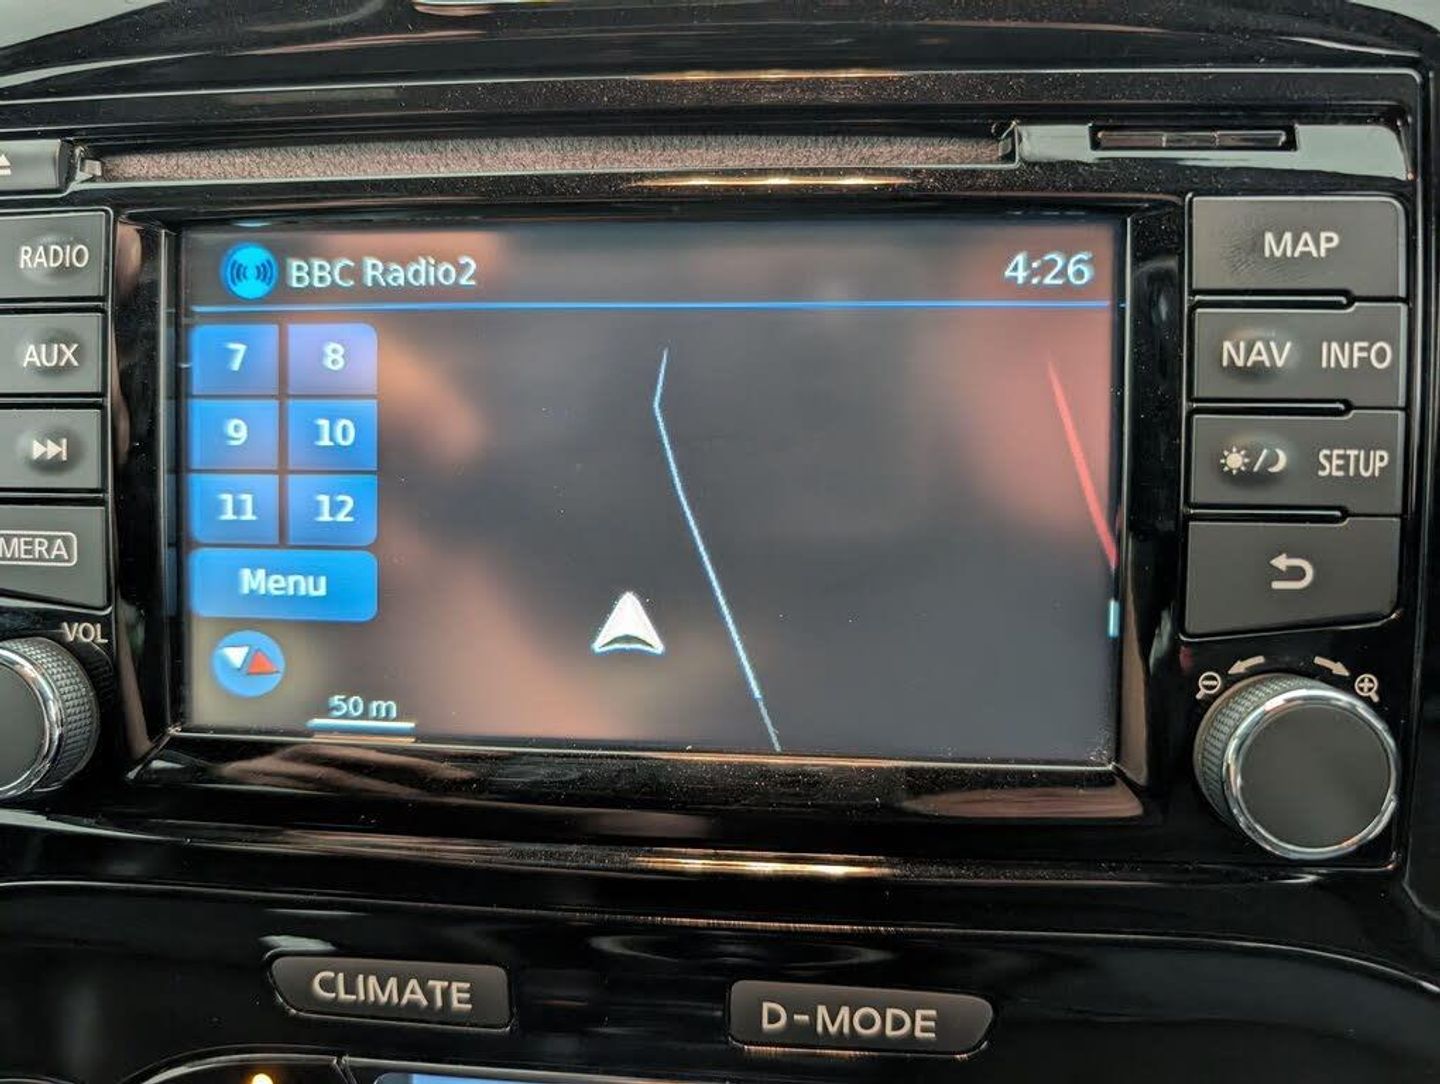 BBC Radio2
4:26
RADIO
AUX
MERA
VOL
7
8
9
10
11
12
Menu
50 m
MAP
NAV
INFO
SETUP
CLIMATE
D-MODE